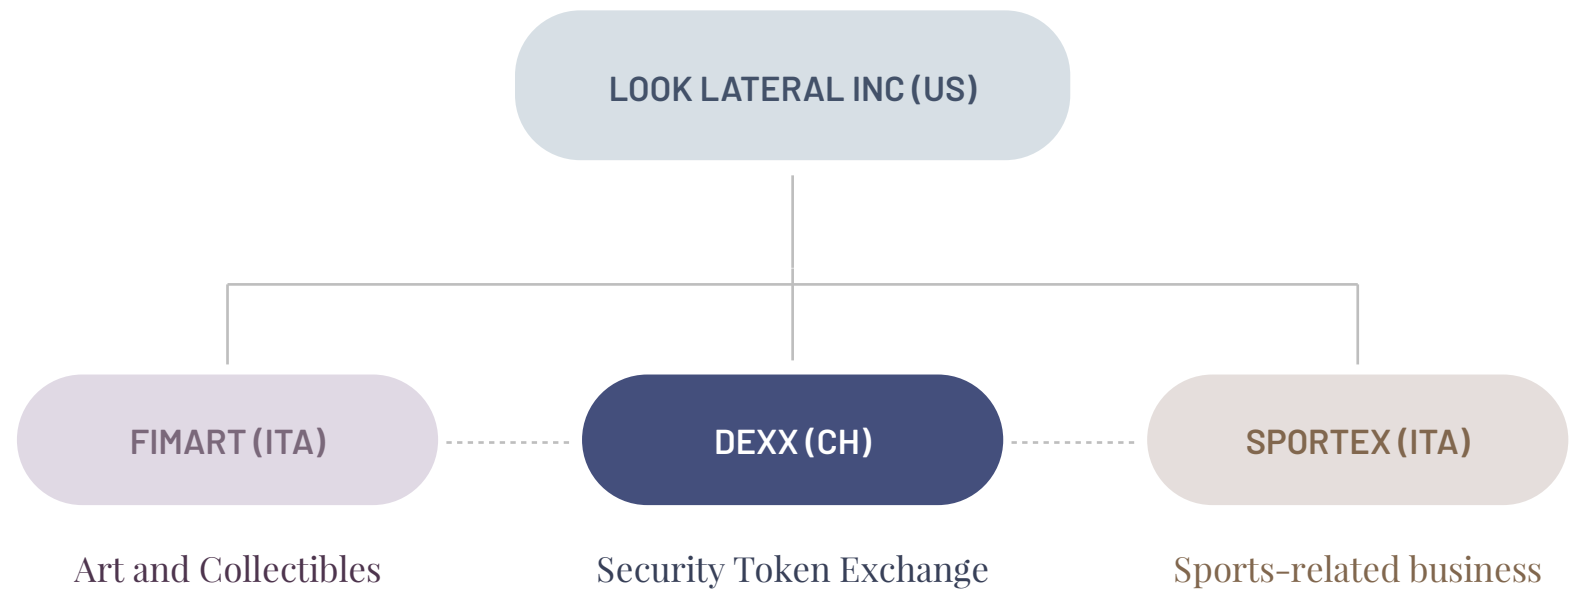 LOOK LATERAL INC (US)
FIMART (ITA)
DEXX (CH)
SPORTEX (ITA)
Art and Collectibles
Security Token Exchange
Sports-related business